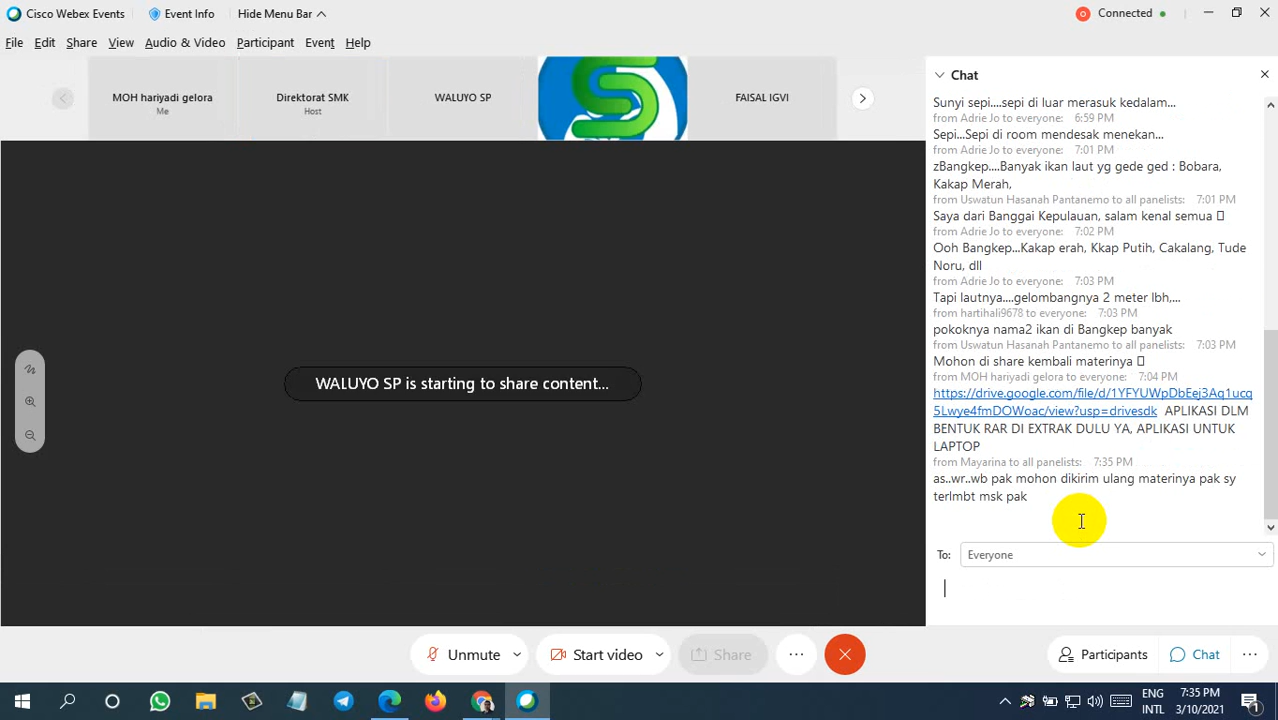 Cisco Webex Events
Event Info
Hide Menu Bar
Connected
File Edit Share View Audio & Video Participant Event Help
MOH hariyadi gelora
Me
Direktorat SMK
Host
WALUYO SP
FAISAL IGVI
WALUYO SP is starting to share content...
Chat
Sunyi sepi....sepi di luar merasuk kedalam...
from Adrie Jo to everyone: 6:59 PM
Sepi...Sepi di room mendesak menekan...
from Adrie Jo to everyone: 7:01 PM
zBangkep....Banyak ikan laut yg gede ged : Bobara,
Kakap Merah,
from Uswatun Hasanah Pantanemo to all panelists: 7:01 PM
Saya dari Banggai Kepulauan, salam kenal semua
from Adrie Jo to everyone: 7:02 PM
Ooh Bangkep...Kakap erah, Kkap Putih, Cakalang, Tude
Noru, dll
from Adrie Jo to everyone: 7:03 PM
Tapi lautnya....gelombangnya 2 meter lbh,...
from hartihali9678 to everyone: 7:03 PM
pokoknya nama2 ikan di Bangkep banyak
from Uswatun Hasanah Pantanemo to all panelists: 7:03 PM
Mohon di share kembali materinya
from MOH hariyadi gelora to everyone: 7:04 PM
https://drive.google.com/file/d/1YFYUWpDbEej3Aq1ucq
5Lwye4fmDOWoac/view?usp=drivesdk APLIKASI DLM
BENTUK RAR DI EXTRAK DULU YA, APLIKASI UNTUK
LAPTOP
from Mayarina to all panelists: 7:35 PM
as..wr..wb pak mohon dikirim ulang materinya pak sy
terlmbt msk pak
To: Everyone
Unmute
Start video
Share
Participants
Chat
ENG
INTL
7:35 PM
3/10/2021
1